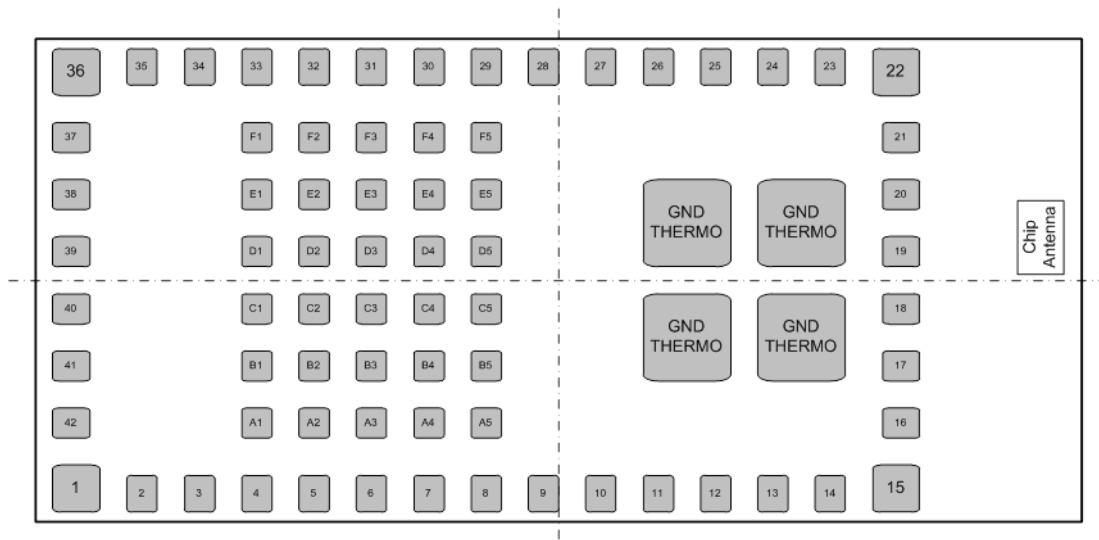 36 35 34 33 32 31 30 29 28 27 26 25 24 23 22
37 F1 F2 F3 F4 F5 21
38 E1 E2 E3 E4 E5 GND THERMO GND THERMO 20
39 D1 D2 D3 D4 D5 19
Chip Antenna
40 C1 C2 C3 C4 C5 18
GND THERMO GND THERMO
41 B1 B2 B3 B4 B5 17
42 A1 A2 A3 A4 A5 16
1 2 3 4 5 6 7 8 9 10 11 12 13 14 15